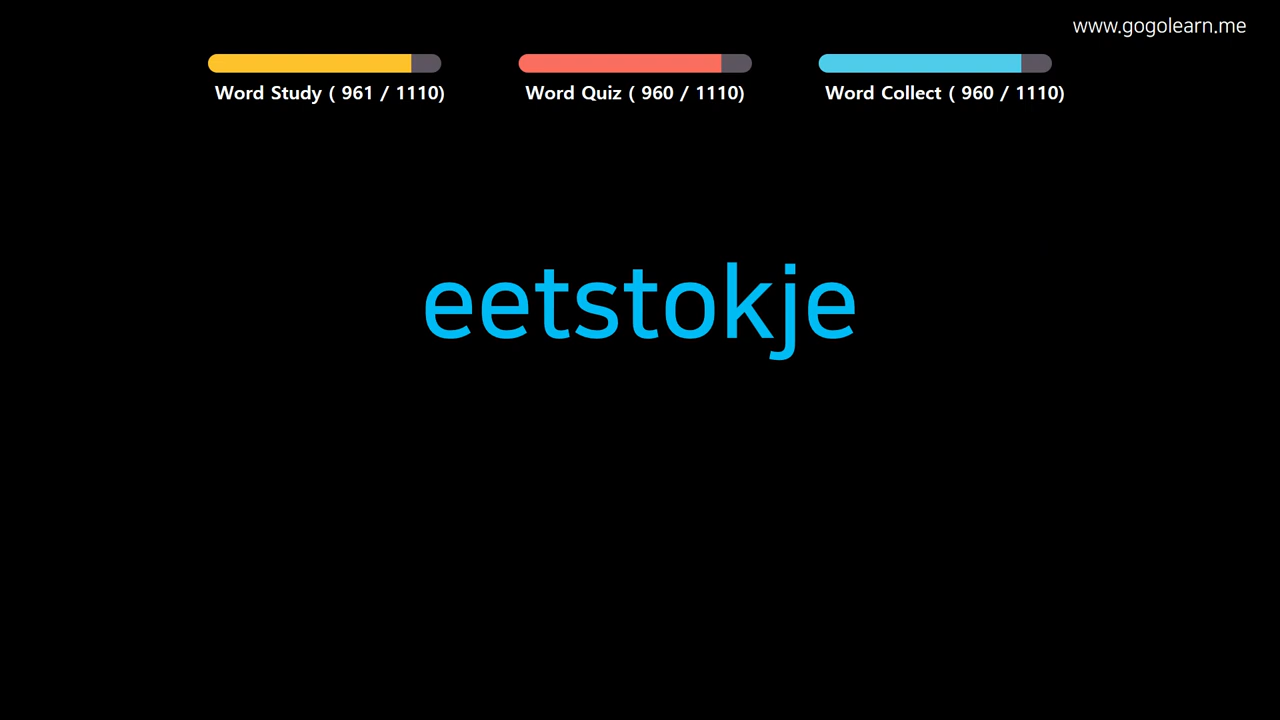 www.gogolearn.me
Word Study ( 961 / 1110)
Word Quiz ( 960 / 1110)
Word Collect ( 960 / 1110)
eetstokje